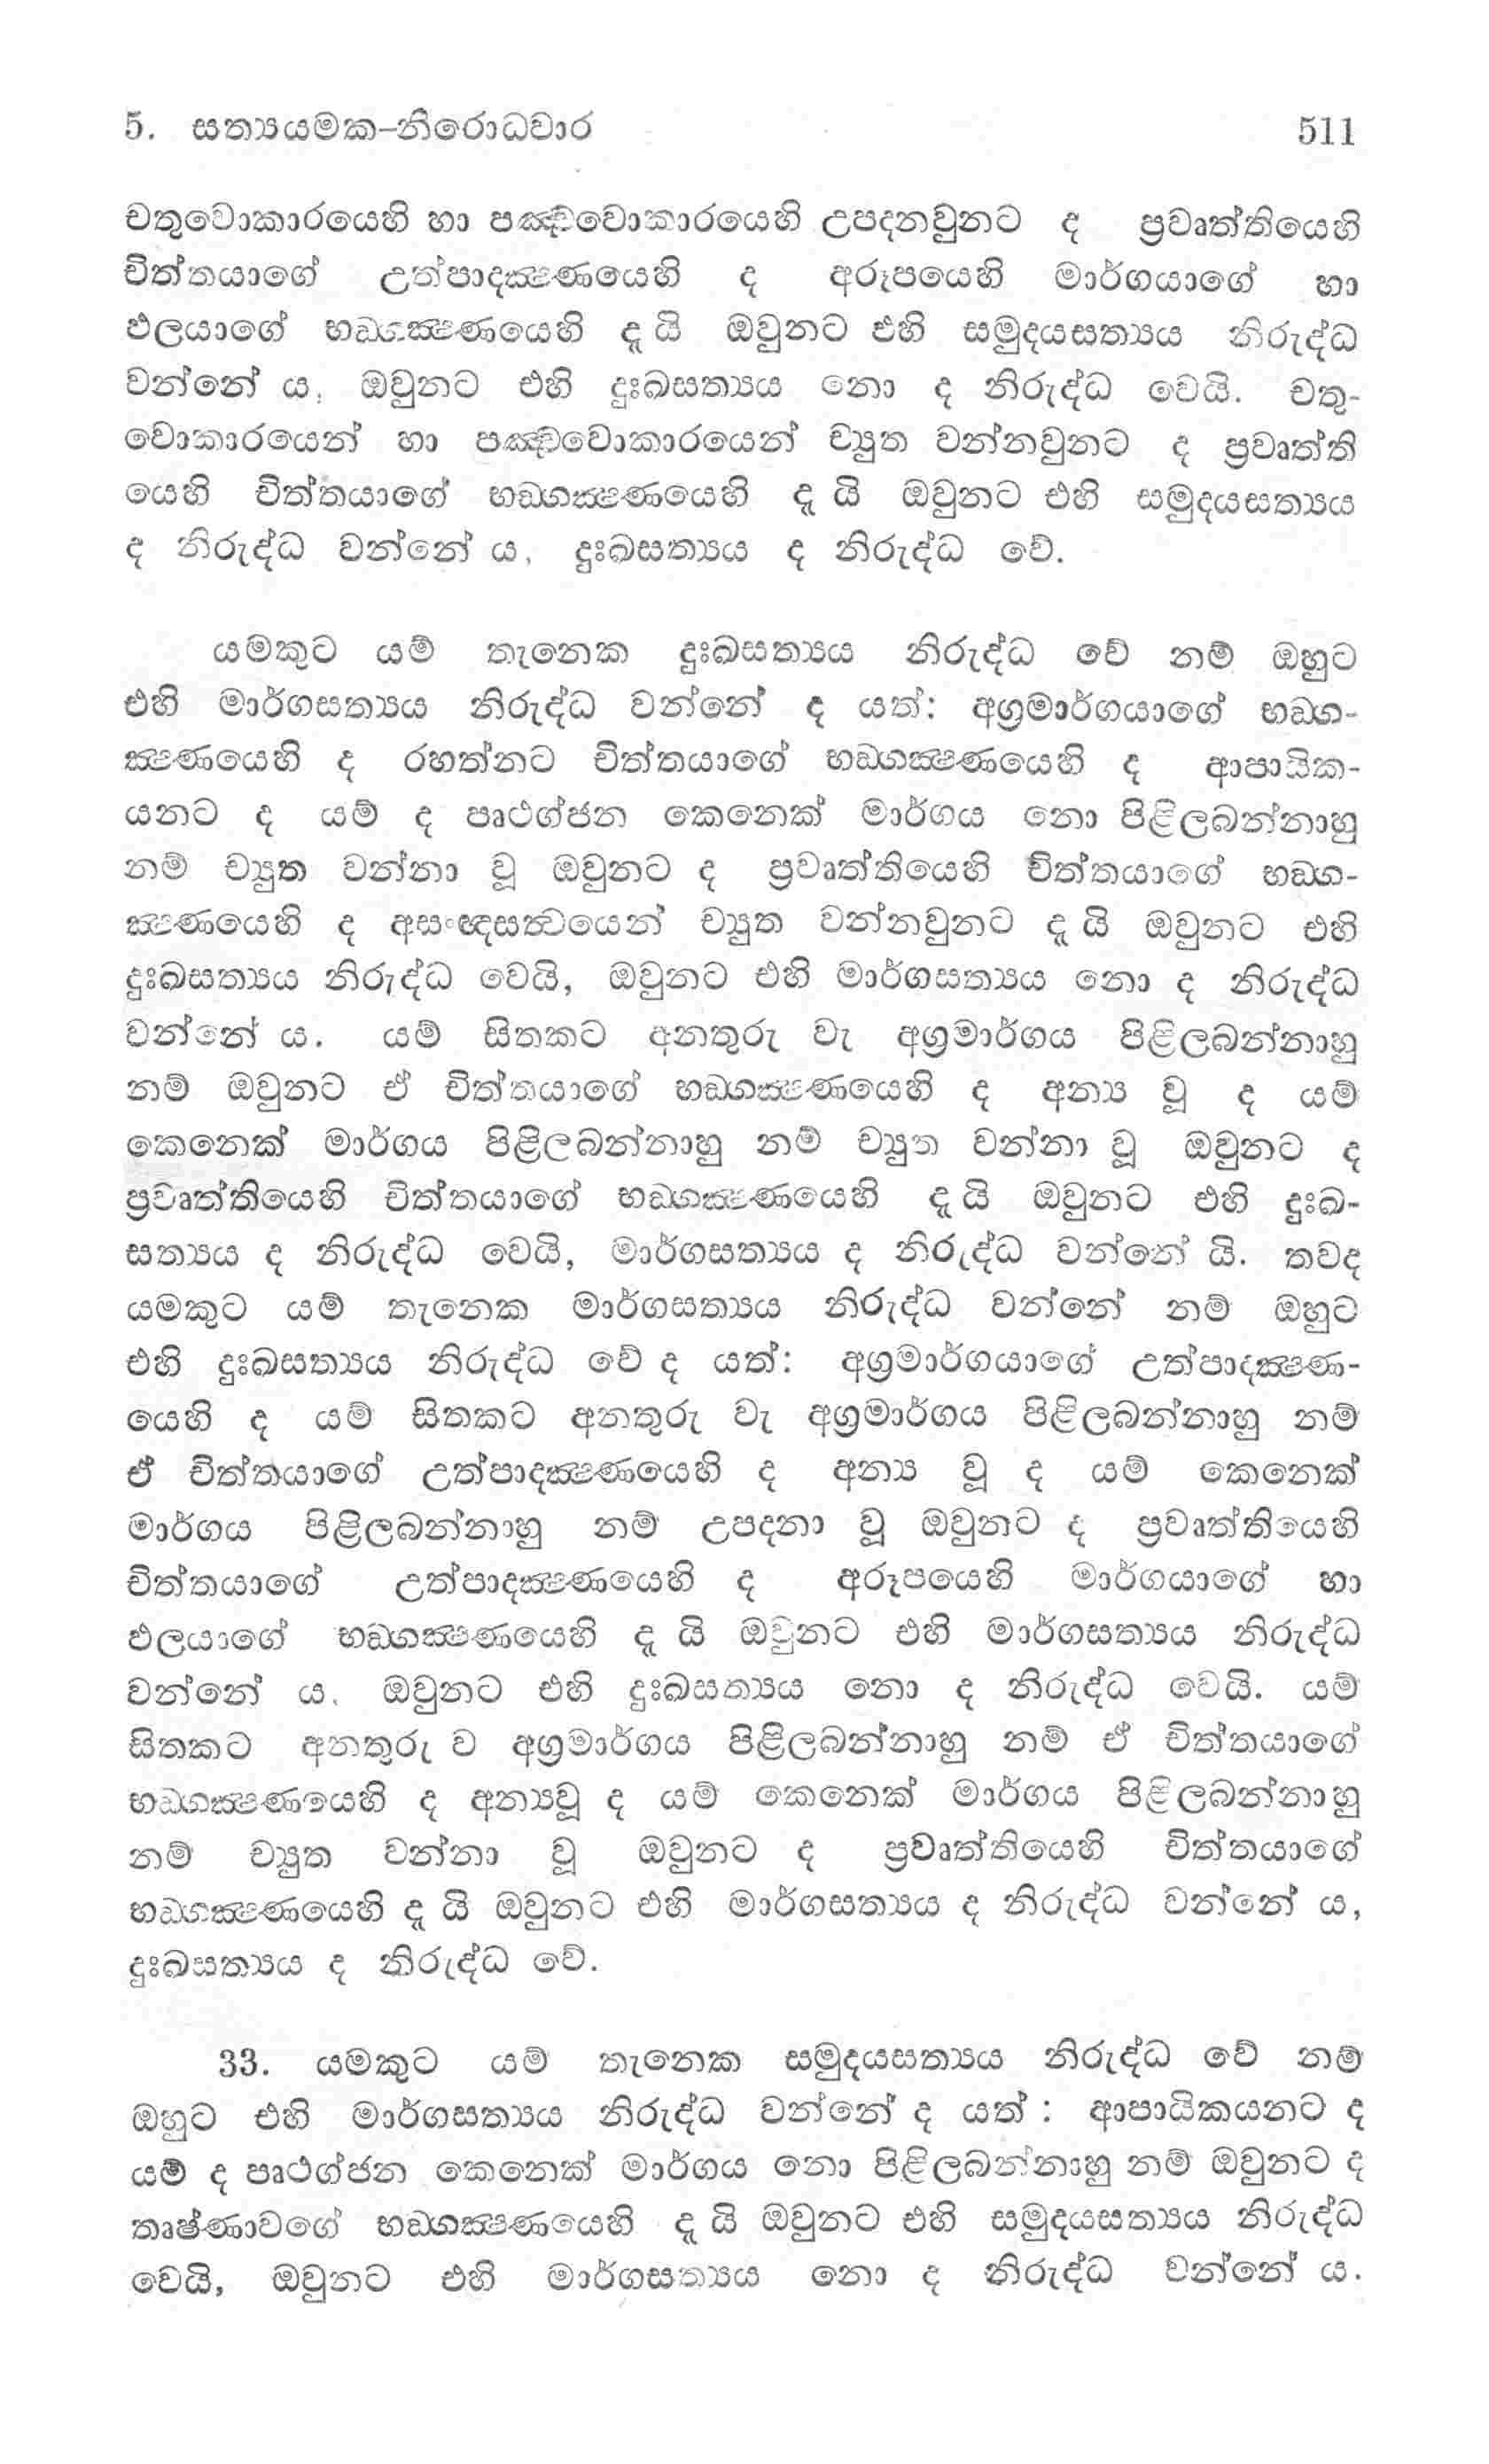 5. සත්‍යයමක–නිරොධවාර 511
චතුවොකාරයෙහි හා පඤ්චවොකාරයෙහි උපදනවුනට ද ප්‍රවෘත්තියෙහි
චිත්තයාගේ උත්පාදක්‍ෂණයෙහි ද අරූපයෙහි මාර්ගයාගේ හා
ඵලයාගේ භඞ්ගක්‍ෂණයෙහි දැ යි ඔවුනට එහි සමුදයසත්‍යය නිරුද්ධ
වන්නේ ය, ඔවුනට එහි දුඃඛසත්‍යය නො ද නිරුද්ධ වෙයි. චතු-
වොකාරයෙන් හා පඤ්චවොකාරයෙන් ච්‍යුත වන්නවුනට ද ප්‍රවෘත්ති
යෙහි චිත්තයාගේ භඞ්ගක්‍ෂණයෙහි දැ යි ඔවුනට එහි සමුදයසත්‍යය
ද නිරුද්ධ වන්නේ ය, දුඃඛසත්‍යය ද නිරුද්ධ වේ.
යමකුට යම් තැනෙක දුඃඛසත්‍යය නිරුද්ධ වේ නම් ඔහුට
එහි මාර්ගසත්‍යය නිරුද්ධ වන්නේ ද යත්: අග්‍රමාර්ගයාගේ භඞ්ග-
ක්‍ෂණයෙහි ද රහත්නට චිත්තයාගේ භඞ්ගක්‍ෂණයෙහි ද ආපායික-
යනට ද යම් ද පෘථග්ජන කෙනෙක් මාර්ගය නො පිළිලබන්නාහු
නම් ච්‍යුත වන්නා වූ ඔවුනට ද ප්‍රවෘත්තියෙහි චිත්තයාගේ භඞ්ග-
ක්‍ෂණයෙහි ද අසංඥසත්‍වයෙන් ච්‍යුත වන්නවුනට දැ යි ඔවුනට එහි
දුඃඛසත්‍යය නිරුද්ධ වෙයි, ඔවුනට එහි මාර්ගසත්‍යය නො ද නිරුද්ධ
වන්නේ ය. යම් සිතකට අනතුරු වැ අග්‍රමාර්ගය පිළිලබන්නාහු
නම් ඔවුනට ඒ චිත්තයාගේ භඞ්ගක්‍ෂණයෙහි ද අන්‍ය වූ ද යම්
කෙනෙක් මාර්ගය පිළිලබන්නාහු නම් ච්‍යුත වන්නා වූ ඔවුනට ද
ප්‍රවෘත්තියෙහි චිත්තයාගේ භඞ්ගක්‍ෂණයෙහි දැ යි ඔවුනට එහි දුඃඛ-
සත්‍යය ද නිරුද්ධ වෙයි, මාර්ගසත්‍යය ද නිරුද්ධ වන්නේ යි. තවද
යමකුට යම් තැනෙක මාර්ගසත්‍යය නිරුද්ධ වන්නේ නම් ඔහුට
එහි දුඃඛසත්‍යය නිරුද්ධ වේ ද යත්: අග්‍රමාර්ගයාගේ උත්පාදක්‍ෂණ-
යෙහි ද යම් සිතකට අනතුරු වැ අග්‍රමාර්ගය පිළිලබන්නාහු නම්
ඒ චිත්තයාගේ උත්පාදක්‍ෂණයෙහි ද අන්‍ය වූ ද යම් කෙනෙක්
මාර්ගය පිළිලබන්නාහු නම් උපදනා වූ ඔවුනට ද ප්‍රවෘත්තියෙහි
චිත්තයාගේ උත්පාදක්‍ෂණයෙහි ද අරූපයෙහි මාර්ගයාගේ හා
ඵලයාගේ භඞ්ගක්‍ෂණයෙහි දැ යි ඔවුනට එහි මාර්ගසත්‍යය නිරුද්ධ
වන්නේ ය, ඔවුනට එහි දුඃඛසත්‍යය නො ද නිරුද්ධ වෙයි. යම්
සිතකට අනතුරු ව අග්‍රමාර්ගය පිළිලබන්නාහු නම් ඒ චිත්තයාගේ
භඞ්ගක්‍ෂණයෙහි ද අන්‍යවූ ද යම් කෙනෙක් මාර්ගය පිළිලබන්නාහු
නම් ච්‍යුත වන්නා වූ ඔවුනට ද ප්‍රවෘත්තියෙහි චිත්තයාගේ
භඞ්ගක්‍ෂණයෙහි දැ යි ඔවුනට එහි මාර්ගසත්‍යය ද නිරුද්ධ වන්නේ ය,
දුඃඛසත්‍යය ද නිරුද්ධ වේ.
33. යමකුට යම් තැනෙක සමුදයසත්‍යය නිරුද්ධ වේ නම්
ඔහුට එහි මාර්ගසත්‍යය නිරුද්ධ වන්නේ ද යත් : ආපායිකයනට ද
යම් ද පෘථග්ජන කෙනෙක් මාර්ගය නො පිළිලබන්නාහු නම් ඔවුනට ද
තෘෂ්ණාවගේ භඞ්ගක්‍ෂණයෙහි දැ යි ඔවුනට එහි සමුදයසත්‍යය නිරුද්ධ
වෙයි, ඔවුනට එහි මාර්ගසත්‍යය නො ද නිරුද්ධ වන්නේ ය.